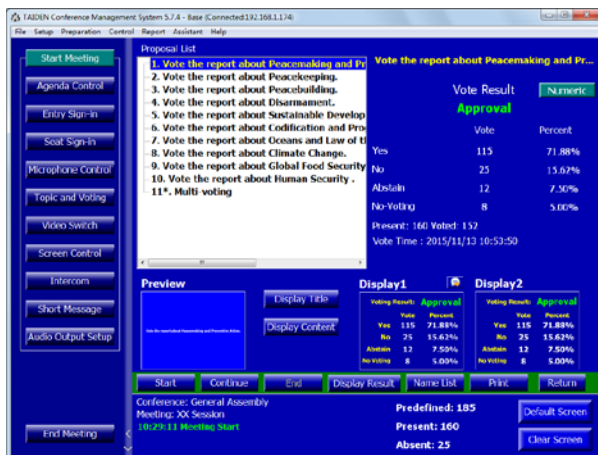 TAIDEN Conference Management System 5.7.4 - Base (Connected:192.168.1.174)
File Setup Preparation Control Report Assistant Help
Start Meeting
Agenda Control
Entry Sign-in
Seat Sign-in
Microphone Control
Topic and Voting
Video Switch
Screen Control
Intercom
Short Message
Audio Output Setup
End Meeting
Proposal List
1. Vote the report about Peacemaking and Pr
2. Vote the report about Peacekeeping.
3. Vote the report about Peacebuilding.
4. Vote the report about Disarmament.
5. Vote the report about Sustainable Develop
6. Vote the report about Codification and Pro
7. Vote the report about Oceans and Law of t
8. Vote the report about Climate Change.
9. Vote the report about Global Food Security
10. Vote the report about Human Security .
11*. Multi-voting
Vote the report about Peacemaking and Pr...
Vote Result Numeric
Approval
Vote Percent
Yes 115 71.88%
No 25 15.62%
Abstain 12 7.50%
No-Voting 8 5.00%
Present: 160 Voted: 152
Vote Time : 2015/11/13 10:53:50
Preview
Vote the report about Peacemaking and Preventive Action.
Display Title
Display Content
Display1
Voting Result: Approval
Vote Percent
Yes 115 71.88%
No 25 15.62%
Abstain 12 7.50%
No Voting 8 5.00%
Display2
Voting Result: Approval
Vote Percent
Yes 115 71.88%
No 25 15.62%
Abstain 12 7.50%
No Voting 8 5.00%
Start Continue End Display Result Name List Print Return
Conference: General Assembly
Meeting: XX Session
10:29:11 Meeting Start
Predefined: 185
Present: 160
Absent: 25
Default Screen
Clear Screen